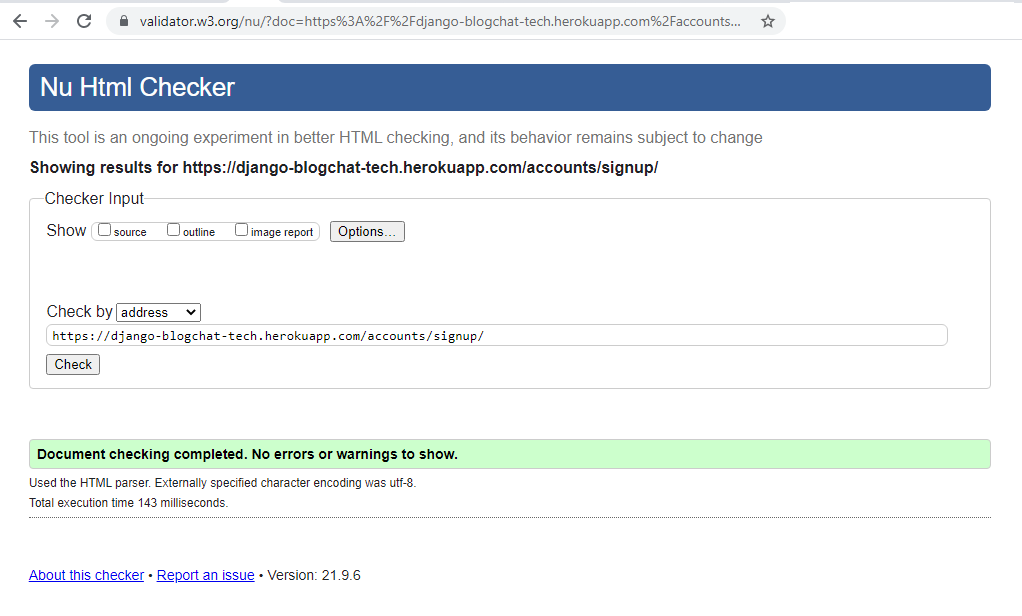 validator.w3.org/nu/?doc=https%3A%2F%2Fdjango-blogchat-tech.herokuapp.com%2Faccounts...
Nu Html Checker
This tool is an ongoing experiment in better HTML checking, and its behavior remains subject to change
Showing results for https://django-blogchat-tech.herokuapp.com/accounts/signup/
Checker Input
Show source outline image report Options...
Check by address
https://django-blogchat-tech.herokuapp.com/accounts/signup/
Check
Document checking completed. No errors or warnings to show.
Used the HTML parser. Externally specified character encoding was utf-8.
Total execution time 143 milliseconds.
About this checker • Report an issue • Version: 21.9.6